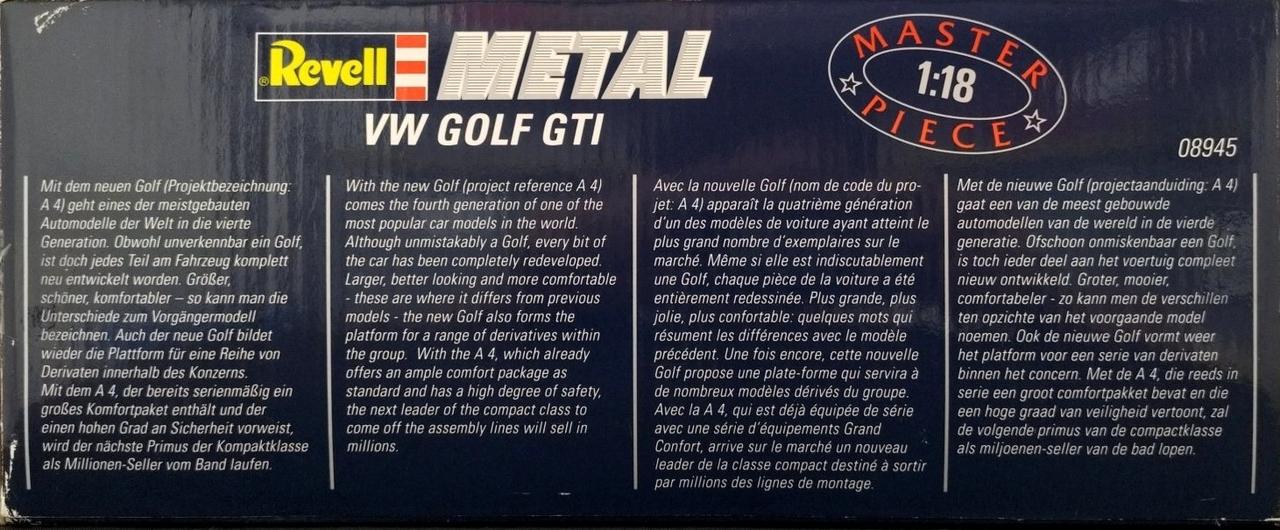 ® Revell METAL
VW GOLF GTI
MASTER
1:18
PIECE
08945
Mit dem neuen Golf (Projektbezeichnung:
A 4) geht eines der meistgebauten
Automodelle der Welt in die vierte
Generation. Obwohl unverkennbar ein Golf,
ist doch jedes Teil am Fahrzeug komplett
neu entwickelt worden. Größer,
schöner, komfortabler – so kann man die
Unterschiede zum Vorgängermodell
bezeichnen. Auch der neue Golf bildet
wieder die Plattform für eine Reihe von
Derivaten innerhalb des Konzerns.
Mit dem A 4, der bereits serienmäßig ein
großes Komfortpaket enthält und der
einen hohen Grad an Sicherheit vorweist,
wird der nächste Primus der Kompaktklasse
als Millionen-Seller vom Band laufen.
With the new Golf (project reference A 4)
comes the fourth generation of one of the
most popular car models in the world.
Although unmistakably a Golf, every bit of
the car has been completely redeveloped.
Larger, better looking and more comfortable
- these are where it differs from previous
models - the new Golf also forms the
platform for a range of derivatives within
the group. With the A 4, which already
offers an ample comfort package as
standard and has a high degree of safety,
the next leader of the compact class to
come off the assembly lines will sell in
millions.
Avec la nouvelle Golf (nom de code du pro-
jet: A 4) apparaît la quatrième génération
d'un des modèles de voiture ayant atteint le
plus grand nombre d'exemplaires sur le
marché. Même si elle est indiscutablement
une Golf, chaque pièce de la voiture a été
entièrement redessinée. Plus grande, plus
jolie, plus confortable: quelques mots qui
résument les différences avec le modèle
précédent. Une fois encore, cette nouvelle
Golf propose une plate-forme qui servira à
de nombreux modèles dérivés du groupe.
Avec la A 4, qui est déjà équipée de série
avec une série d'équipements Grand
Confort, arrive sur le marché un nouveau
leader de la classe compact destiné à sortir
par millions des lignes de montage.
Met de nieuwe Golf (projectaanduiding: A 4)
gaat een van de meest gebouwde
automodellen van de wereld in de vierde
generatie. Ofschoon onmiskenbaar een Golf,
is toch ieder deel aan het voertuig compleet
nieuw ontwikkeld. Groter, mooier,
comfortabeler - zo kann men de verschillen
ten opzichte van het voorgaande model
noemen. Ook de nieuwe Golf vormt weer
het platform voor een serie van derivaten
binnen het concern. Met de A 4, die reeds in
serie een groot comfortpakket bevat en die
een hoge graad van veiligheid vertoont, zal
de volgende primus van de compactklasse
als miljoenen-seller van de bad lopen.